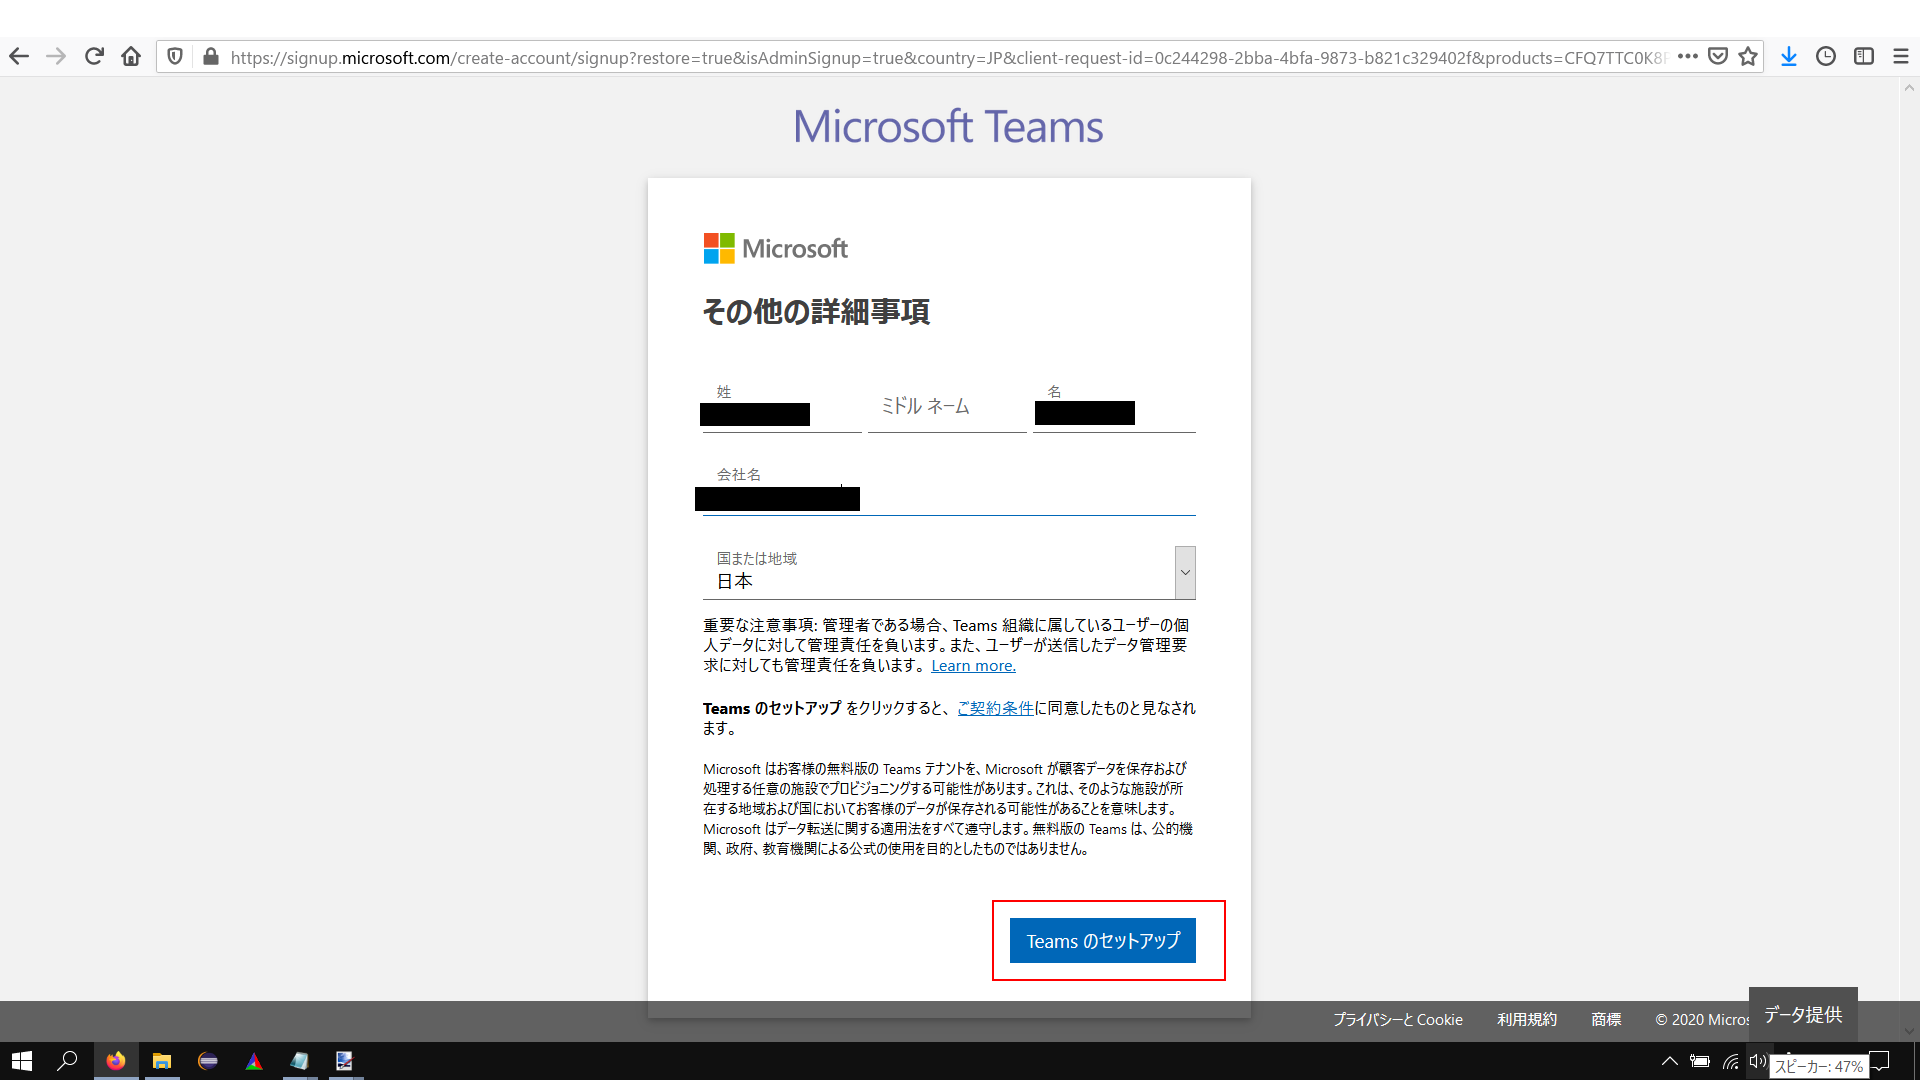 https://signup.microsoft.com/create-account/signup?restore=true&isAdminSignup=true&country=JP&client-request-id=0c244298-2bba-4bfa-9873-b821c329402f&products=CFQ7TTC0K8
Microsoft Teams
Microsoft
その他の詳細事項
姓
ミドル ネーム
名
会社名
国または地域
日本
重要な注意事項: 管理者である場合、Teams 組織に属しているユーザーの個
人データに対して管理責任を負います。また、ユーザーが送信したデータ管理要
求に対しても管理責任を負います。 Learn more.
Teams のセットアップ をクリックすると、 ご契約条件に同意したものと見なされ
ます。
Microsoft はお客様の無料版の Teams テナントを、Microsoft が顧客データを保存および
処理する任意の施設でプロビジョニングする可能性があります。これは、そのような施設が所
在する地域および国においてお客様のデータが保存される可能性があることを意味します。
Microsoft はデータ転送に関する適用法をすべて遵守します。無料版の Teams は、公的機
関、政府、教育機関による公式の使用を目的としたものではありません。
Teams のセットアップ
プライバシーと Cookie 利用規約 商標 © 2020 Micros
データ提供
スピーカー: 47%